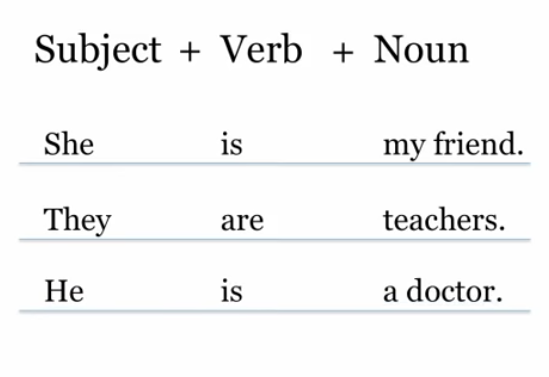 Subject + Verb + Noun
She is my friend.
They are teachers.
He is a doctor.